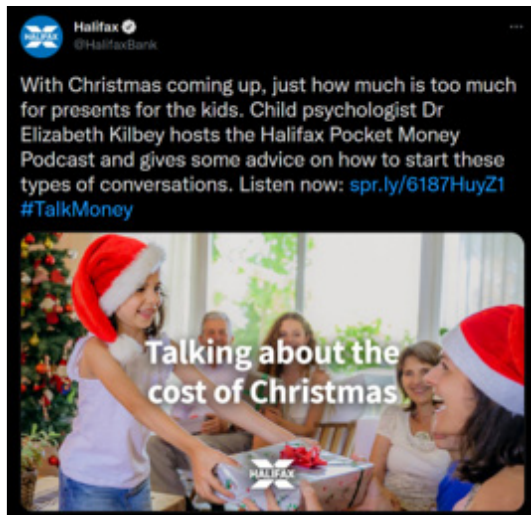 Halifax
@HalifaxBank
With Christmas coming up, just how much is too much
for presents for the kids. Child psychologist Dr
Elizabeth Kilbey hosts the Halifax Pocket Money
Podcast and gives some advice on how to start these
types of conversations. Listen now: spr.ly/6187HuyZ1
#TalkMoney
Talking about the
cost of Christmas
HALIFAX